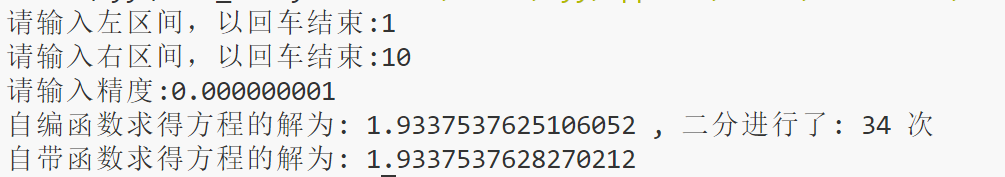 请输入左区间，以回车结束:1
请输入右区间，以回车结束:10
请输入精度:0.000000001
自编函数求得方程的解为: 1.9337537625106052 , 二分进行了: 34 次
自带函数求得方程的解为: 1.9337537628270212